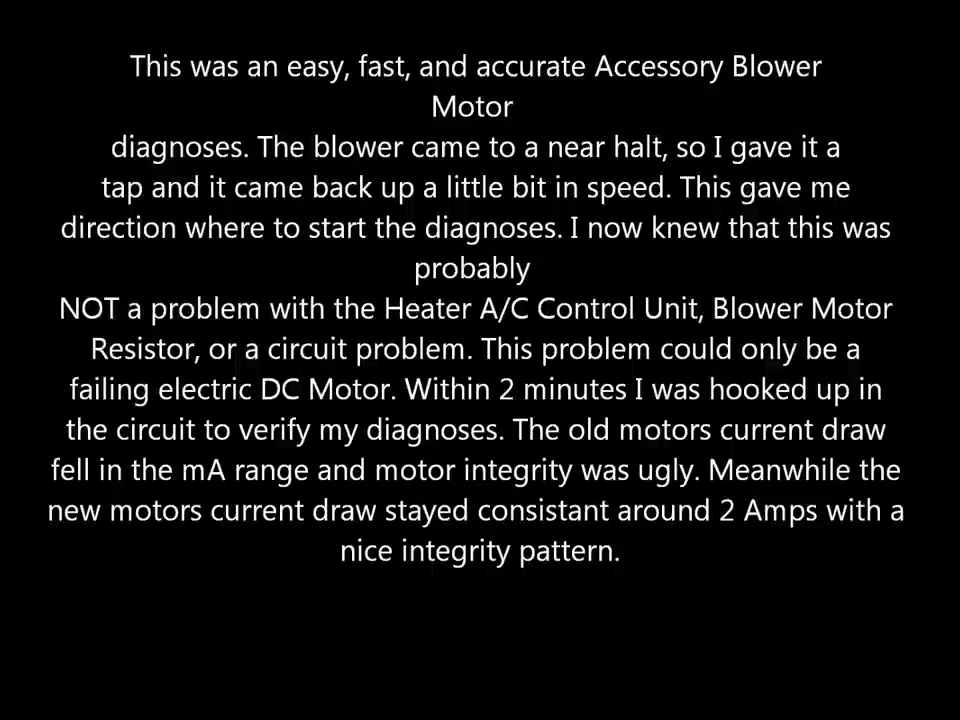 This was an easy, fast, and accurate Accessory Blower
Motor
diagnoses. The blower came to a near halt, so I gave it a
tap and it came back up a little bit in speed. This gave me
direction where to start the diagnoses. I now knew that this was
probably
NOT a problem with the Heater A/C Control Unit, Blower Motor
Resistor, or a circuit problem. This problem could only be a
failing electric DC Motor. Within 2 minutes I was hooked up in
the circuit to verify my diagnoses. The old motors current draw
fell in the mA range and motor integrity was ugly. Meanwhile the
new motors current draw stayed consistant around 2 Amps with a
nice integrity pattern.